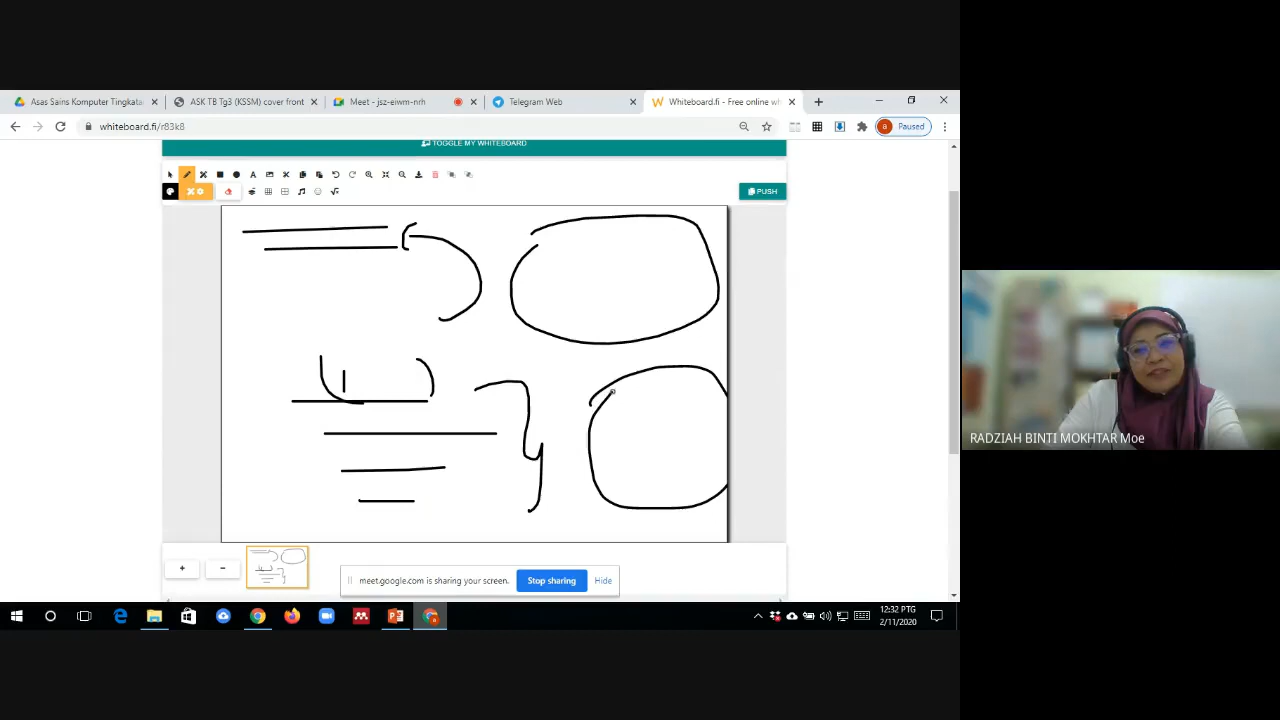 Asas Sains Komputer Tingkatan
ASK TB Tg3 (KSSM) cover front
Meet - jsz-eiwm-nrh
Telegram Web
Whiteboard.fi - Free online wh
whiteboard.fi/r83k8
a Paused
TOGGLE MY WHITEBOARD
PUSH
RADZIAH BINTI MOKHTAR Moe
meet.google.com is sharing your screen.
Stop sharing
Hide
12:32 PTG
2/11/2020